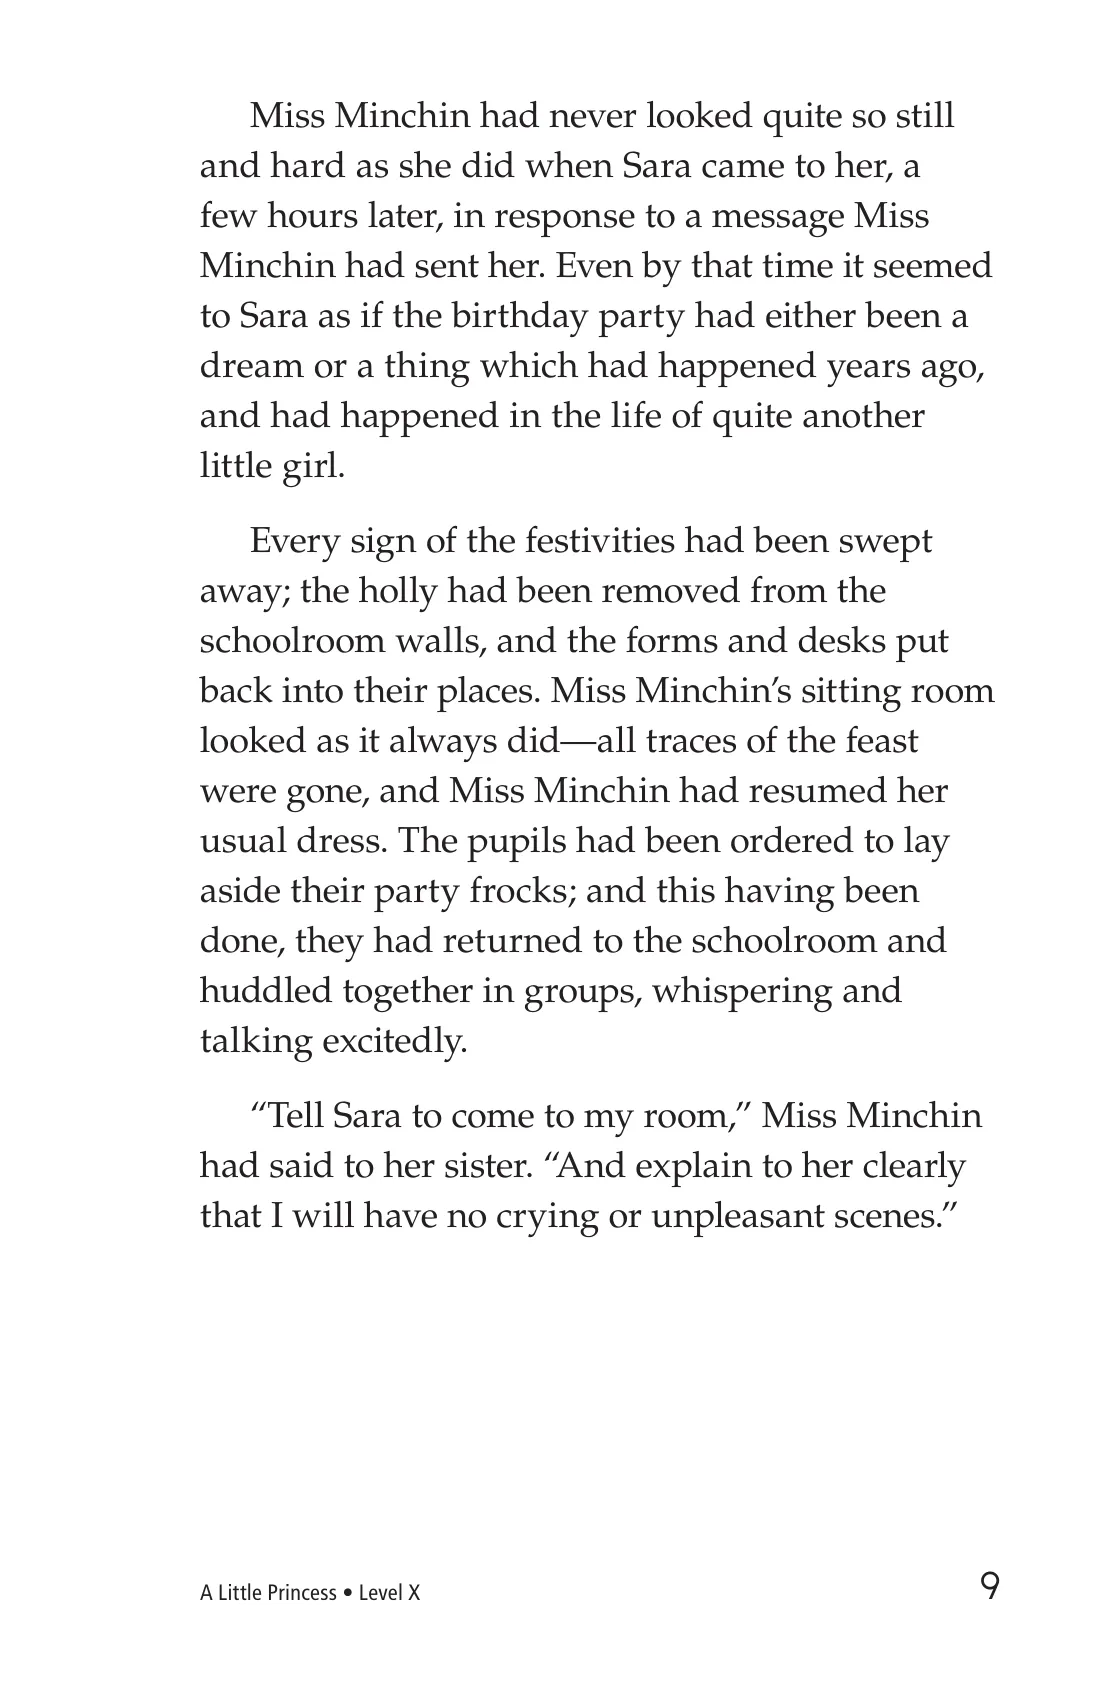 Miss Minchin had never looked quite so still
and hard as she did when Sara came to her, a
few hours later, in response to a message Miss
Minchin had sent her. Even by that time it seemed
to Sara as if the birthday party had either been a
dream or a thing which had happened years ago,
and had happened in the life of quite another
little girl.
Every sign of the festivities had been swept
away; the holly had been removed from the
schoolroom walls, and the forms and desks put
back into their places. Miss Minchin’s sitting room
looked as it always did—all traces of the feast
were gone, and Miss Minchin had resumed her
usual dress. The pupils had been ordered to lay
aside their party frocks; and this having been
done, they had returned to the schoolroom and
huddled together in groups, whispering and
talking excitedly.
“Tell Sara to come to my room,” Miss Minchin
had said to her sister. “And explain to her clearly
that I will have no crying or unpleasant scenes.”
A Little Princess • Level X
9